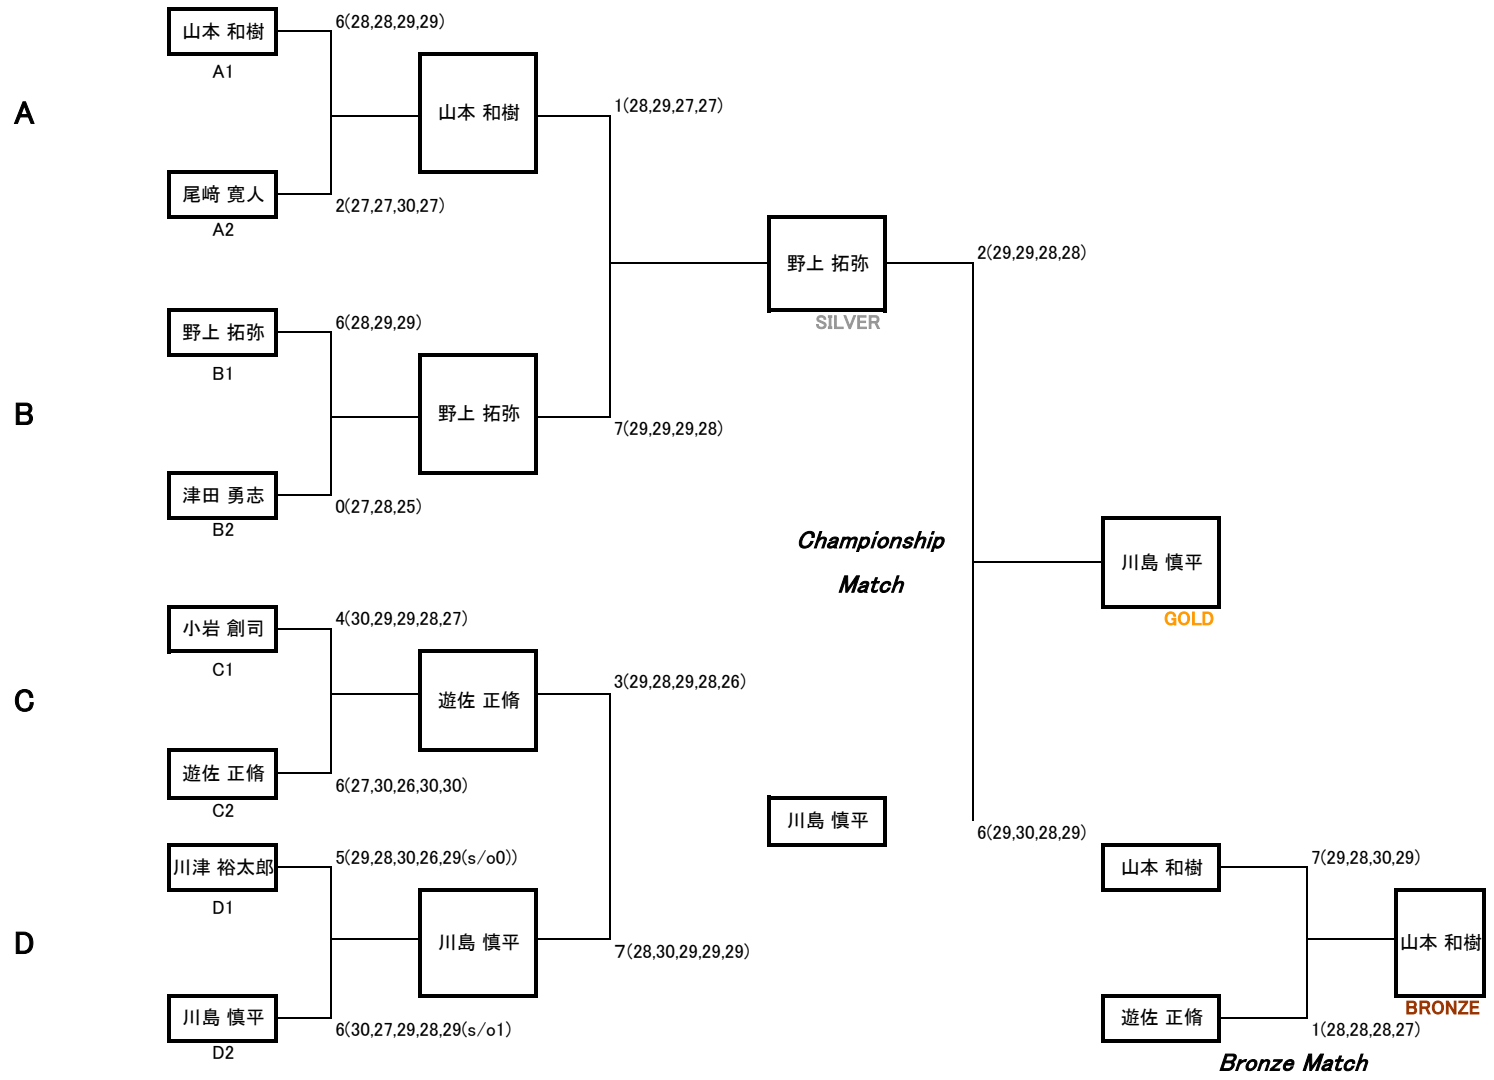 山本 和樹
6(28,28,29,29)
A1
A
山本 和樹
1(28,29,27,27)
尾﨑 寛人
2(27,27,30,27)
A2
野上 拓弥
2(29,29,28,28)
SILVER
野上 拓弥
6(28,29,29)
B1
B
野上 拓弥
7(29,29,29,28)
津田 勇志
0(27,28,25)
B2
Championship
Match
川島 慎平
GOLD
小岩 創司
4(30,29,29,28,27)
C1
C
遊佐 正脩
3(29,28,29,28,26)
遊佐 正脩
6(27,30,26,30,30)
C2
川島 慎平
6(29,30,28,29)
川津 裕太郎
5(29,28,30,26,29(s/o0))
D1
D
川島 慎平
7(28,30,29,29,29)
川島 慎平
6(30,27,29,28,29(s/o1)
D2
山本 和樹
7(29,28,30,29)
山本 和樹
BRONZE
遊佐 正脩
1(28,28,28,27)
Bronze Match